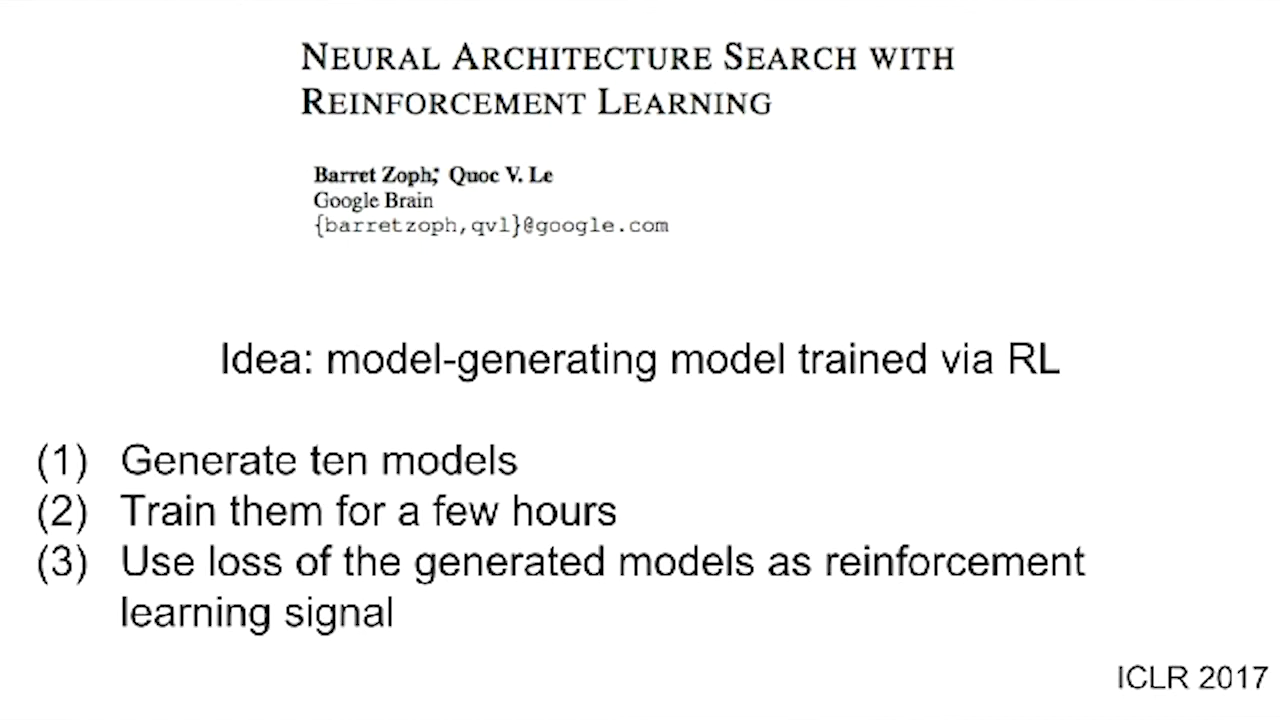 NEURAL ARCHITECTURE SEARCH WITH
REINFORCEMENT LEARNING
Barret Zoph*, Quoc V. Le
Google Brain
{barretzoph,qvl}@google.com
Idea: model-generating model trained via RL
(1) Generate ten models
(2) Train them for a few hours
(3) Use loss of the generated models as reinforcement
learning signal
ICLR 2017